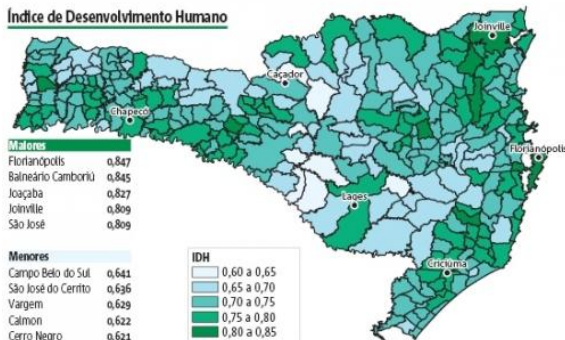 Índice de Desenvolvimento Humano
Joinville
Caçador
Chapecó
Florianópolis
Lages
Criciúma
Maiores
Florianópolis 0,847
Balneário Camboriú 0,845
Joaçaba 0,827
Joinville 0,809
São José 0,809
Menores
Campo Belo do Sul 0,641
São José do Cerrito 0,636
Vargem 0,629
Calmon 0,622
Cerro Negro 0,621
IDH
0,60 a 0,65
0,65 a 0,70
0,70 a 0,75
0,75 a 0,80
0,80 a 0,85